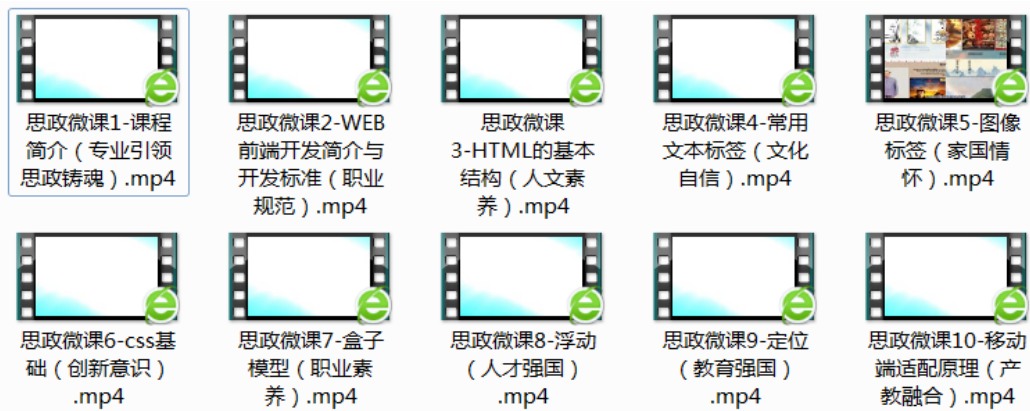 思政微课1-课程
简介（专业引领
思政铸魂）.mp4
思政微课2-WEB
前端开发简介与
开发标准（职业
规范）.mp4
思政微课
3-HTML的基本
结构（人文素
养）.mp4
思政微课4-常用
文本标签（文化
自信）.mp4
思政微课5-图像
标签（家国情
怀）.mp4
思政微课6-css基
础（创新意识）
.mp4
思政微课7-盒子
模型（职业素
养）.mp4
思政微课8-浮动
（人才强国）
.mp4
思政微课9-定位
（教育强国）
.mp4
思政微课10-移动
端适配原理（产
教融合）.mp4